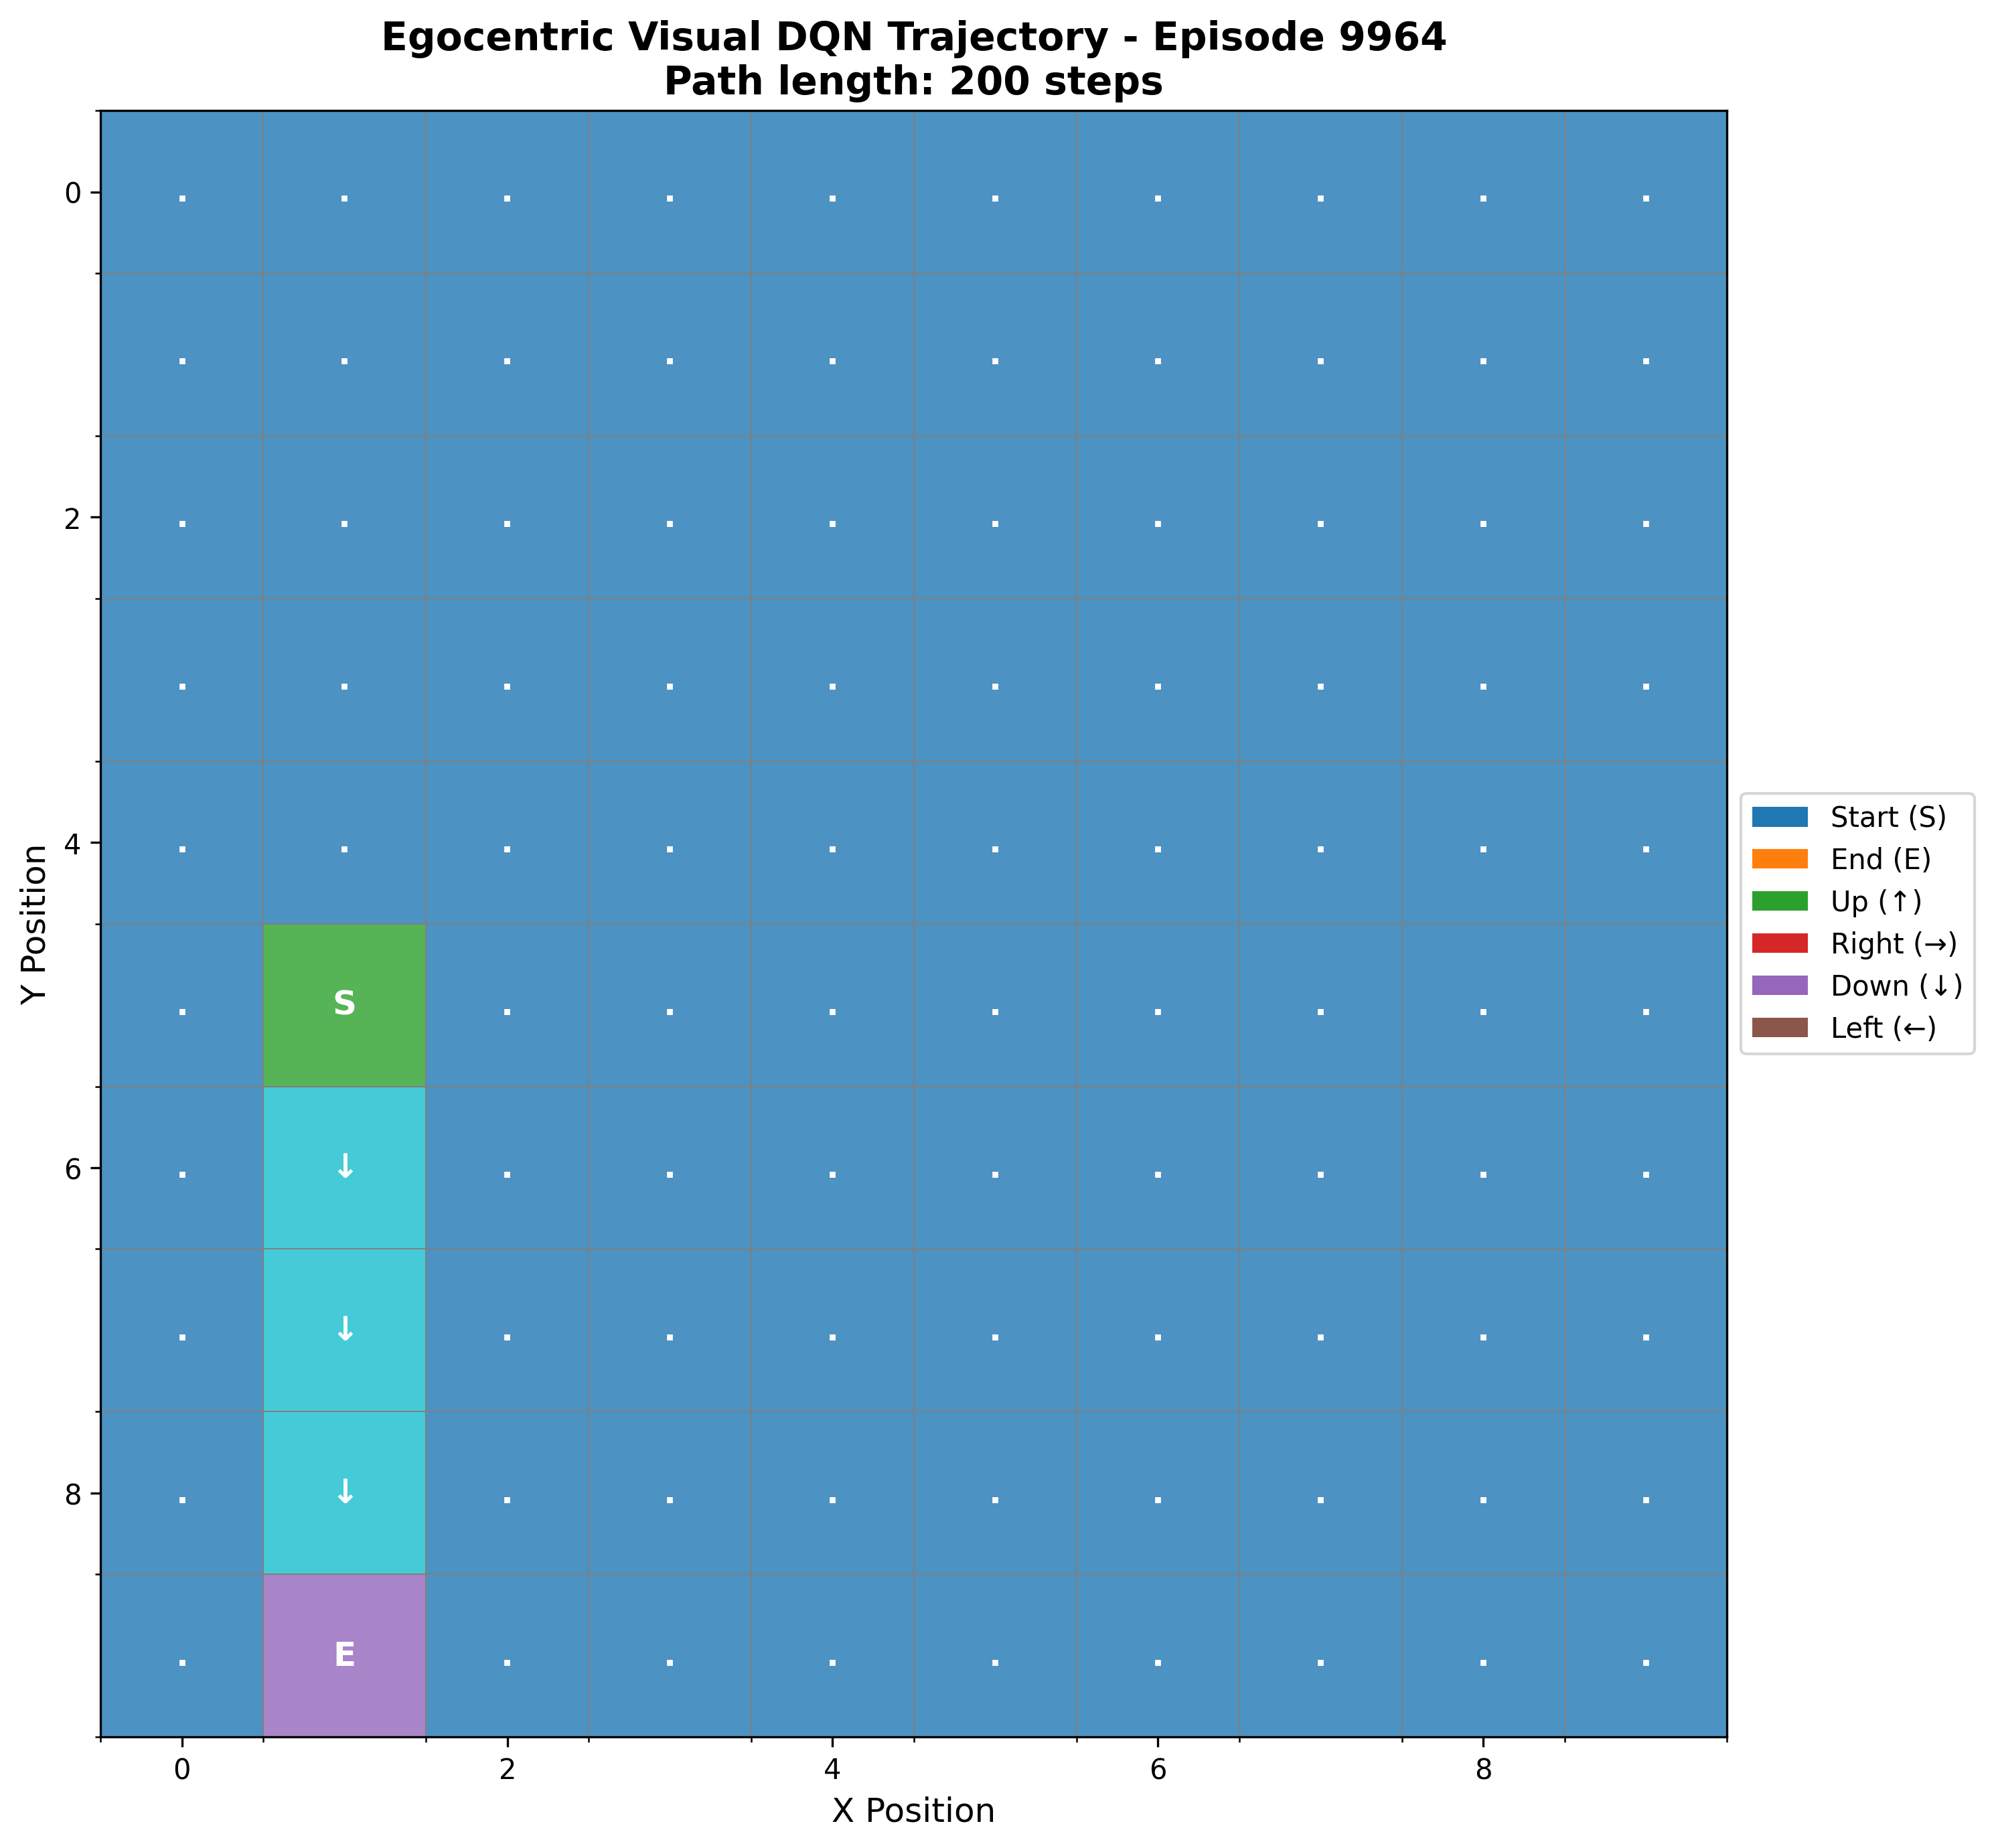 Egocentric Visual DQN Trajectory - Episode 9964
Path length: 200 steps
0
2
4
S
Y Position
Start (S)
End (E)
Up (↑)
Right (→)
Down (↓)
Left (←)
6
↓
↓
8
↓
E
0 2 4 6 8
X Position